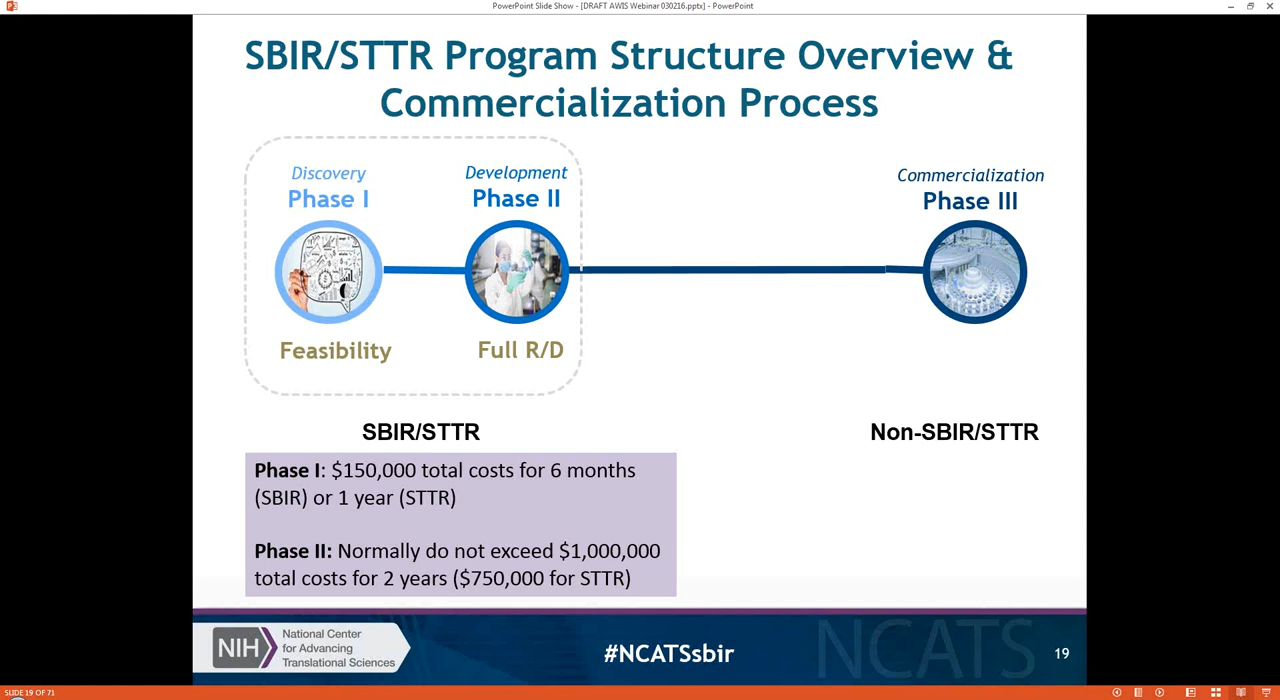 PowerPoint Slide Show - [DRAFT AWIS Webinar 030216.pptx] - PowerPoint
SBIR/STTR Program Structure Overview &
Commercialization Process
Discovery
Phase I
Development
Phase II
Commercialization
Phase III
Feasibility
Full R/D
SBIR/STTR
Non-SBIR/STTR
Phase I: $150,000 total costs for 6 months
(SBIR) or 1 year (STTR)
Phase II: Normally do not exceed $1,000,000
total costs for 2 years ($750,000 for STTR)
NIH
National Center
for Advancing
Translational Sciences
#NCATSsbir
NCATS
19
SLIDE 19 OF 71